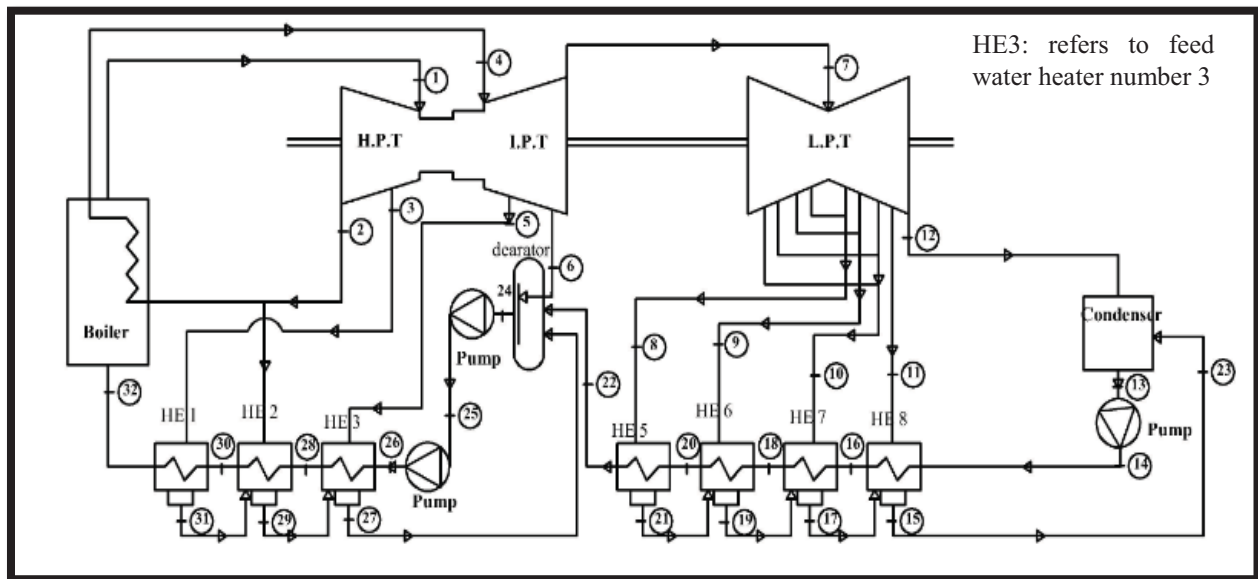 HE3: refers to feed
water heater number 3
1
4
7
H.P.T
I.P.T
L.P.T
2
3
5
dearator
6
12
24
Boiler
Pump
Condenser
8
9
10
11
13
23
22
32
25
HE 1
HE 2
HE 3
HE 5
HE 6
HE 7
HE 8
Pump
30
28
26
20
18
16
14
Pump
31
29
27
21
19
17
15